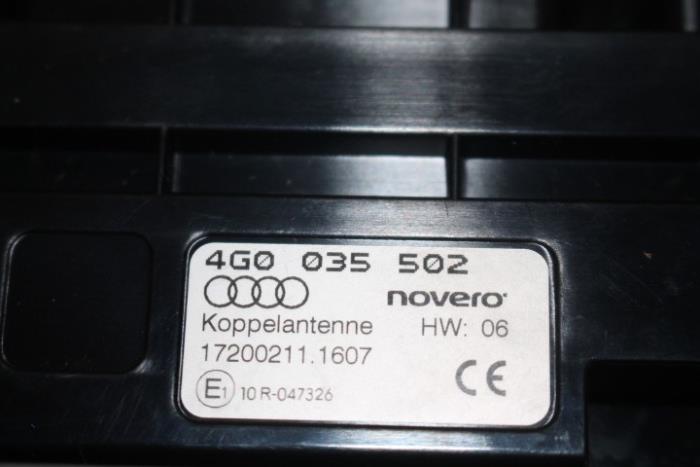 4G0 035 502
novero
Koppelantenne HW: 06
17200211.1607
E1 10 R-047326 CE